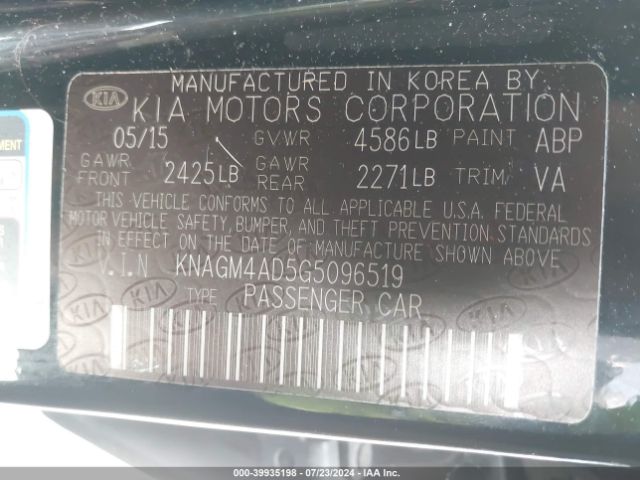 MANUFACTURED IN KOREA BY
KIA KIA MOTORS CORPORATION
05/15 G.V.W.R 4586LB PAINT ABP
GAWR FRONT 2425LB GAWR REAR 2271LB TRIM VA
THIS VEHICLE CONFORMS TO ALL APPLICABLE U.S.A. FEDERAL
MOTOR VEHICLE SAFETY, BUMPER, AND THEFT PREVENTION STANDARDS
IN EFFECT ON THE DATE OF MANUFACTURE SHOWN ABOVE
V.I.N KNAGM4AD5G5096519
TYPE PASSENGER CAR
000-39935198 - 07/23/2024 - IAA Inc.